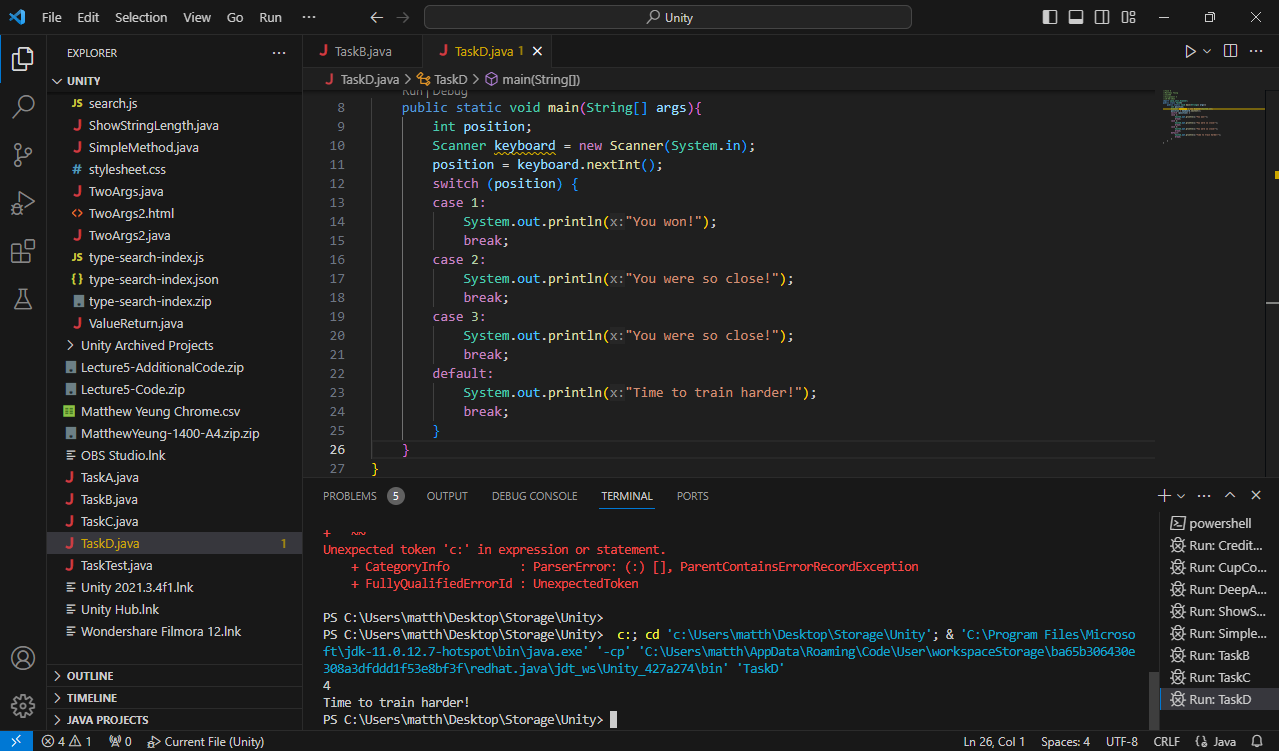 File Edit Selection View Go Run ··· Unity
EXPLORER ···
UNITY
search.js
ShowStringLength.java
SimpleMethod.java
stylesheet.css
TwoArgs.java
TwoArgs2.html
TwoArgs2.java
type-search-index.js
type-search-index.json
type-search-index.zip
ValueReturn.java
Unity Archived Projects
Lecture5-AdditionalCode.zip
Lecture5-Code.zip
Matthew Yeung Chrome.csv
MatthewYeung-1400-A4.zip.zip
OBS Studio.lnk
TaskA.java
TaskB.java
TaskC.java
TaskD.java 1
TaskTest.java
Unity 2021.3.4f1.lnk
Unity Hub.lnk
Wondershare Filmora 12.lnk
OUTLINE
TIMELINE
JAVA PROJECTS
TaskB.java TaskD.java 1
TaskD.java > TaskD > main(String[])
Run | Debug
8 public static void main(String[] args){
9 int position;
10 Scanner keyboard = new Scanner(System.in);
11 position = keyboard.nextInt();
12 switch (position) {
13 case 1:
14 System.out.println(x:"You won!");
15 break;
16 case 2:
17 System.out.println(x:"You were so close!");
18 break;
19 case 3:
20 System.out.println(x:"You were so close!");
21 break;
22 default:
23 System.out.println(x:"Time to train harder!");
24 break;
25 }
26 }
27 }
PROBLEMS 5 OUTPUT DEBUG CONSOLE TERMINAL PORTS
+ ~~
Unexpected token 'c:' in expression or statement.
+ CategoryInfo : ParserError: (:) [], ParentContainsErrorRecordException
+ FullyQualifiedErrorId : UnexpectedToken
PS C:\Users\matth\Desktop\Storage\Unity>
PS C:\Users\matth\Desktop\Storage\Unity> c:; cd 'c:\Users\matth\Desktop\Storage\Unity'; & 'C:\Program Files\Microso
ft\jdk-11.0.12.7-hotspot\bin\java.exe' '-cp' 'C:\Users\matth\AppData\Roaming\Code\User\workspaceStorage\ba65b306430e
308a3dfddd1f53e8bf3f\redhat.java\jdt_ws\Unity_427a274\bin' 'TaskD'
4
Time to train harder!
PS C:\Users\matth\Desktop\Storage\Unity>
powershell
Run: Credit...
Run: CupCo...
Run: DeepA...
Run: ShowS...
Run: Simple...
Run: TaskB
Run: TaskC
Run: TaskD
4 1 0 Current File (Unity) Ln 26, Col 1 Spaces: 4 UTF-8 CRLF {} Java